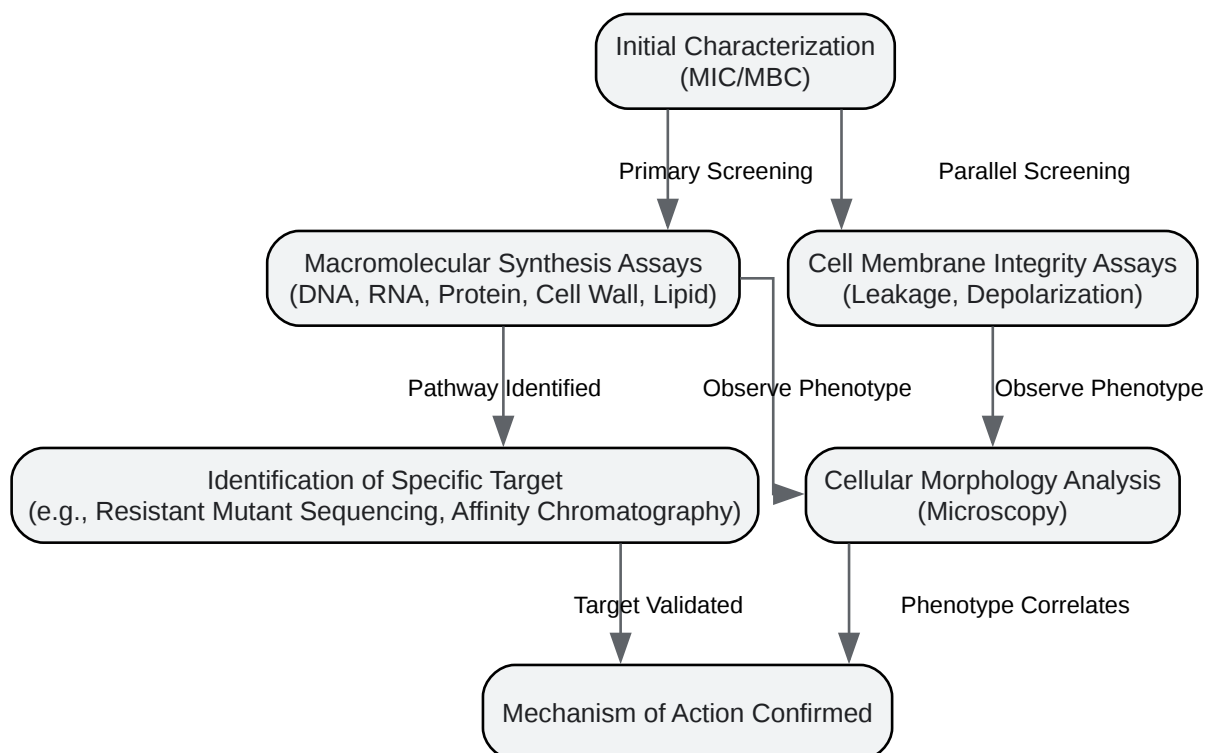 Initial Characterization
(MIC/MBC)
Primary Screening
Parallel Screening
Macromolecular Synthesis Assays
(DNA, RNA, Protein, Cell Wall, Lipid)
Cell Membrane Integrity Assays
(Leakage, Depolarization)
Pathway Identified
Observe Phenotype
Observe Phenotype
Identification of Specific Target
(e.g., Resistant Mutant Sequencing, Affinity Chromatography)
Cellular Morphology Analysis
(Microscopy)
Target Validated
Phenotype Correlates
Mechanism of Action Confirmed